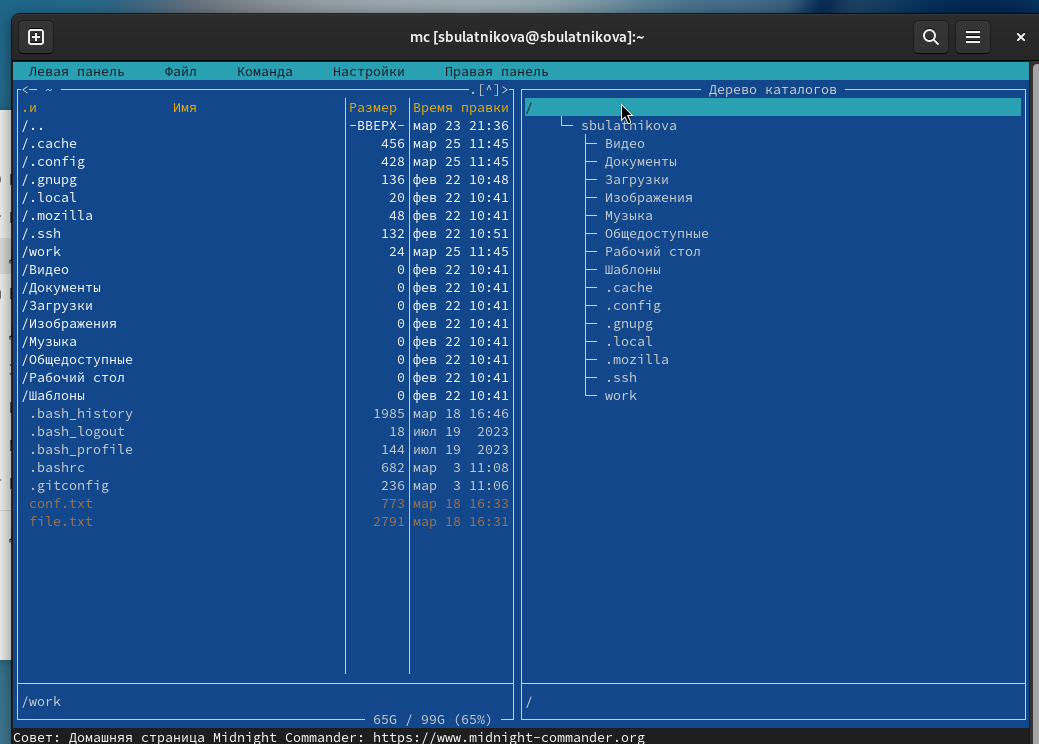 mc [sbulatnikova@sbulatnikova]:~
Левая панель Файл Команда Настройки Правая панель
<─ ~ .[^]>
.и Имя Размер Время правки
/.. -ВВЕРХ- мар 23 21:36
/.cache 456 мар 25 11:45
/.config 428 мар 25 11:45
/.gnupg 136 фев 22 10:48
/.local 20 фев 22 10:41
/.mozilla 48 фев 22 10:41
/.ssh 132 фев 22 10:51
/work 24 мар 25 11:45
/Видео 0 фев 22 10:41
/Документы 0 фев 22 10:41
/Загрузки 0 фев 22 10:41
/Изображения 0 фев 22 10:41
/Музыка 0 фев 22 10:41
/Общедоступные 0 фев 22 10:41
/Рабочий стол 0 фев 22 10:41
/Шаблоны 0 фев 22 10:41
.bash_history 1985 мар 18 16:46
.bash_logout 18 июл 19 2023
.bash_profile 144 июл 19 2023
.bashrc 682 мар 3 11:08
.gitconfig 236 мар 3 11:06
conf.txt 773 мар 18 16:33
file.txt 2791 мар 18 16:31
/work
65G / 99G (65%)
Дерево каталогов
/
sbulatnikova
Видео
Документы
Загрузки
Изображения
Музыка
Общедоступные
Рабочий стол
Шаблоны
.cache
.config
.gnupg
.local
.mozilla
.ssh
work
/
Совет: Домашняя страница Midnight Commander: https://www.midnight-commander.org